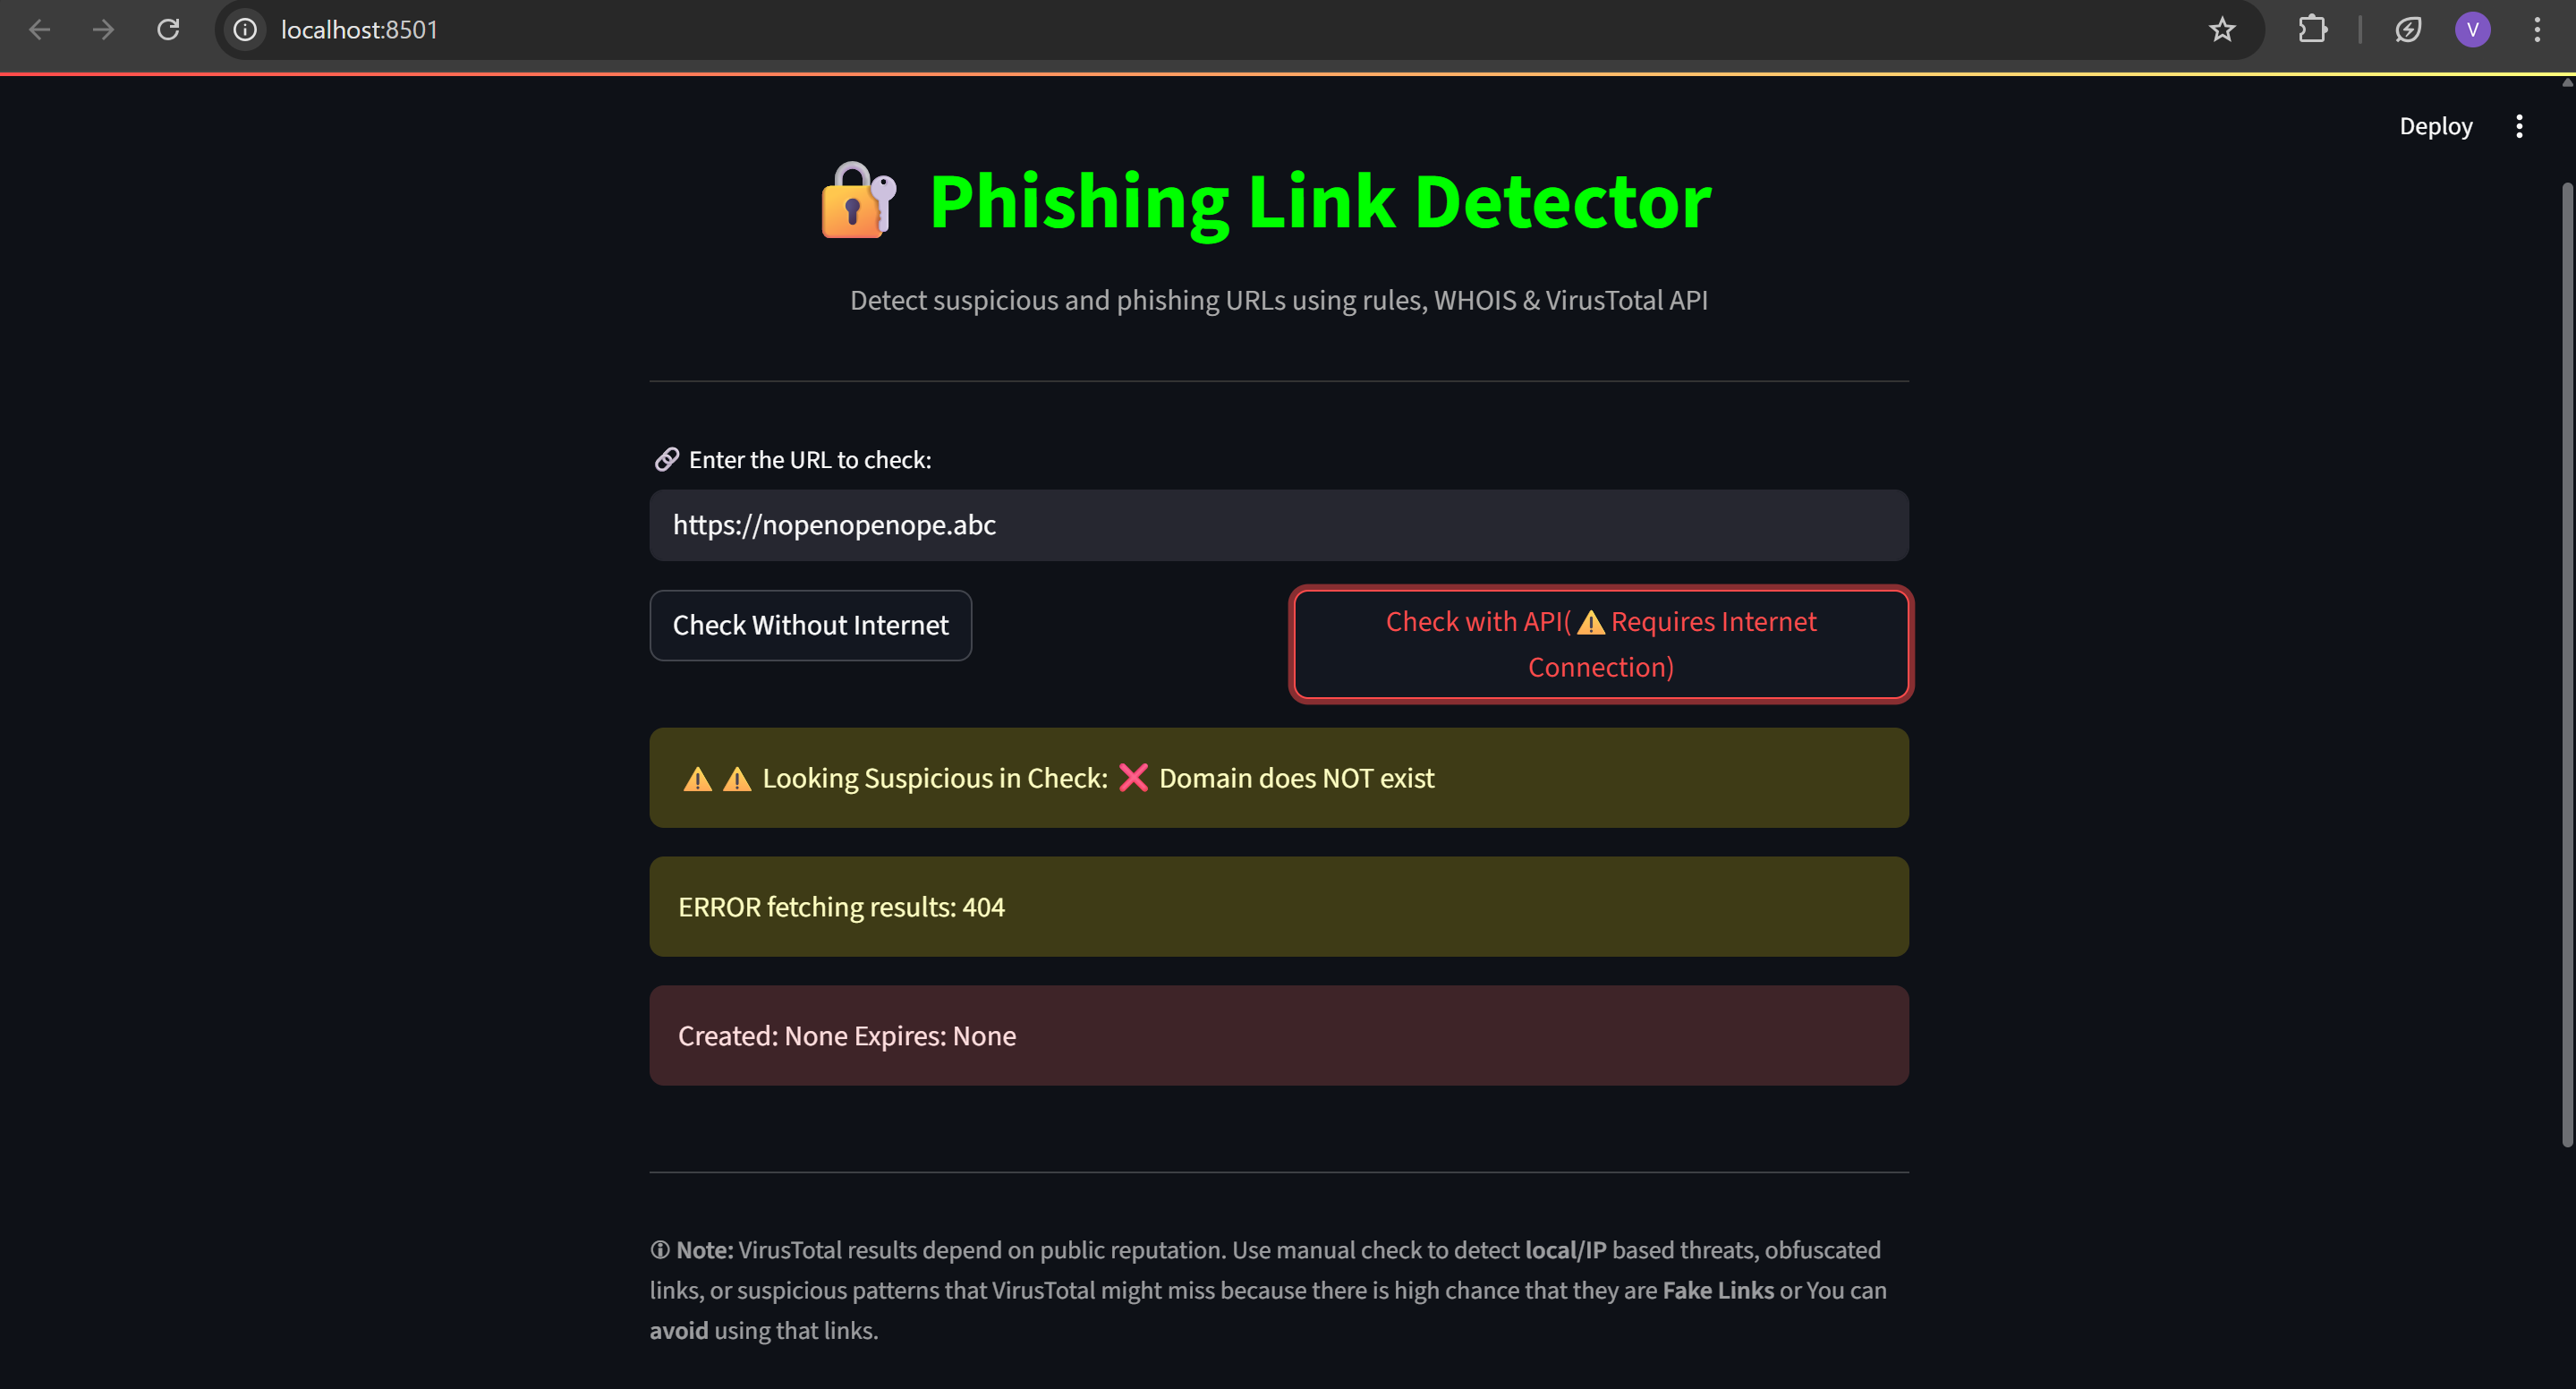 localhost:8501
V
Deploy
🔐 Phishing Link Detector
Detect suspicious and phishing URLs using rules, WHOIS & VirusTotal API
🔗 Enter the URL to check:
https://nopenopenope.abc
Check Without Internet
Check with API(⚠️ Requires Internet
Connection)
⚠️ ⚠️ Looking Suspicious in Check: ❌ Domain does NOT exist
ERROR fetching results: 404
Created: None Expires: None
🛈 Note: VirusTotal results depend on public reputation. Use manual check to detect local/IP based threats, obfuscated
links, or suspicious patterns that VirusTotal might miss because there is high chance that they are Fake Links or You can
avoid using that links.